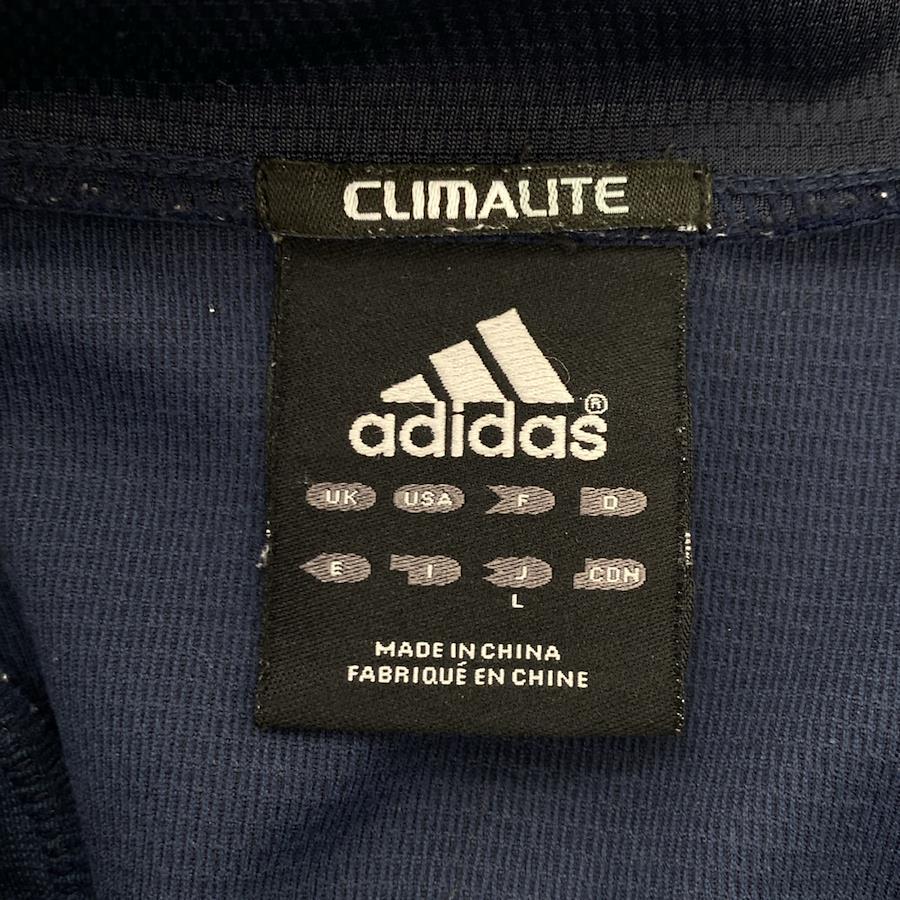 CLIMALITE
adidas®
UK USA F D
E I J CDN
L
MADE IN CHINA
FABRIQUÉ EN CHINE